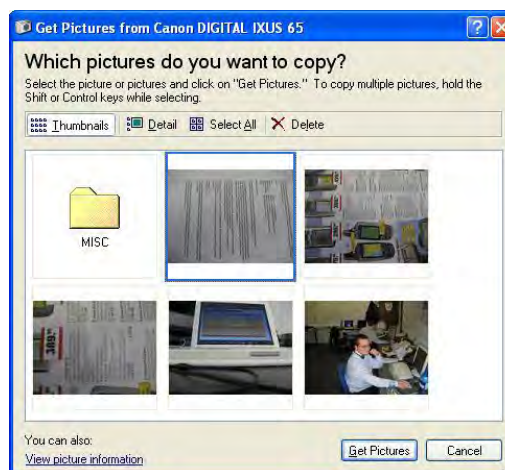 Get Pictures from Canon DIGITAL IXUS 65
Which pictures do you want to copy?
Select the picture or pictures and click on "Get Pictures." To copy multiple pictures, hold the
Shift or Control keys while selecting.
Thumbnails Detail Select All Delete
MISC
389
You can also:
View picture information
Get Pictures Cancel